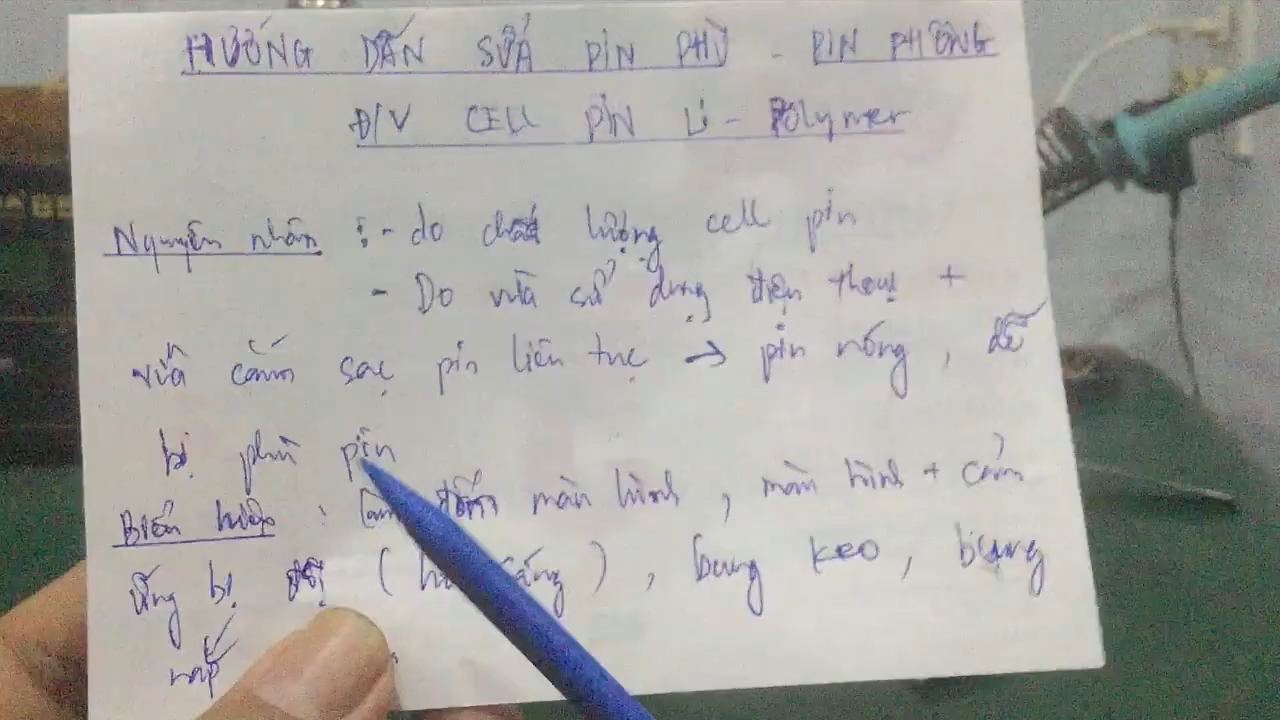 HƯỚNG DẪN SỬA PIN PHÙ - PIN PHỒNG
Đ/V CELL PIN Li - Polymer
Nguyên nhân : - do chất lượng cell pin
- Do vừa sử dụng điện thoại +
vừa cắm sạc pin liên tục → pin nóng, dễ
bị phù pin
Biểu hiện : làm màn hình, màn hình + cảm
ứng bị (), bung keo, bung
nắp